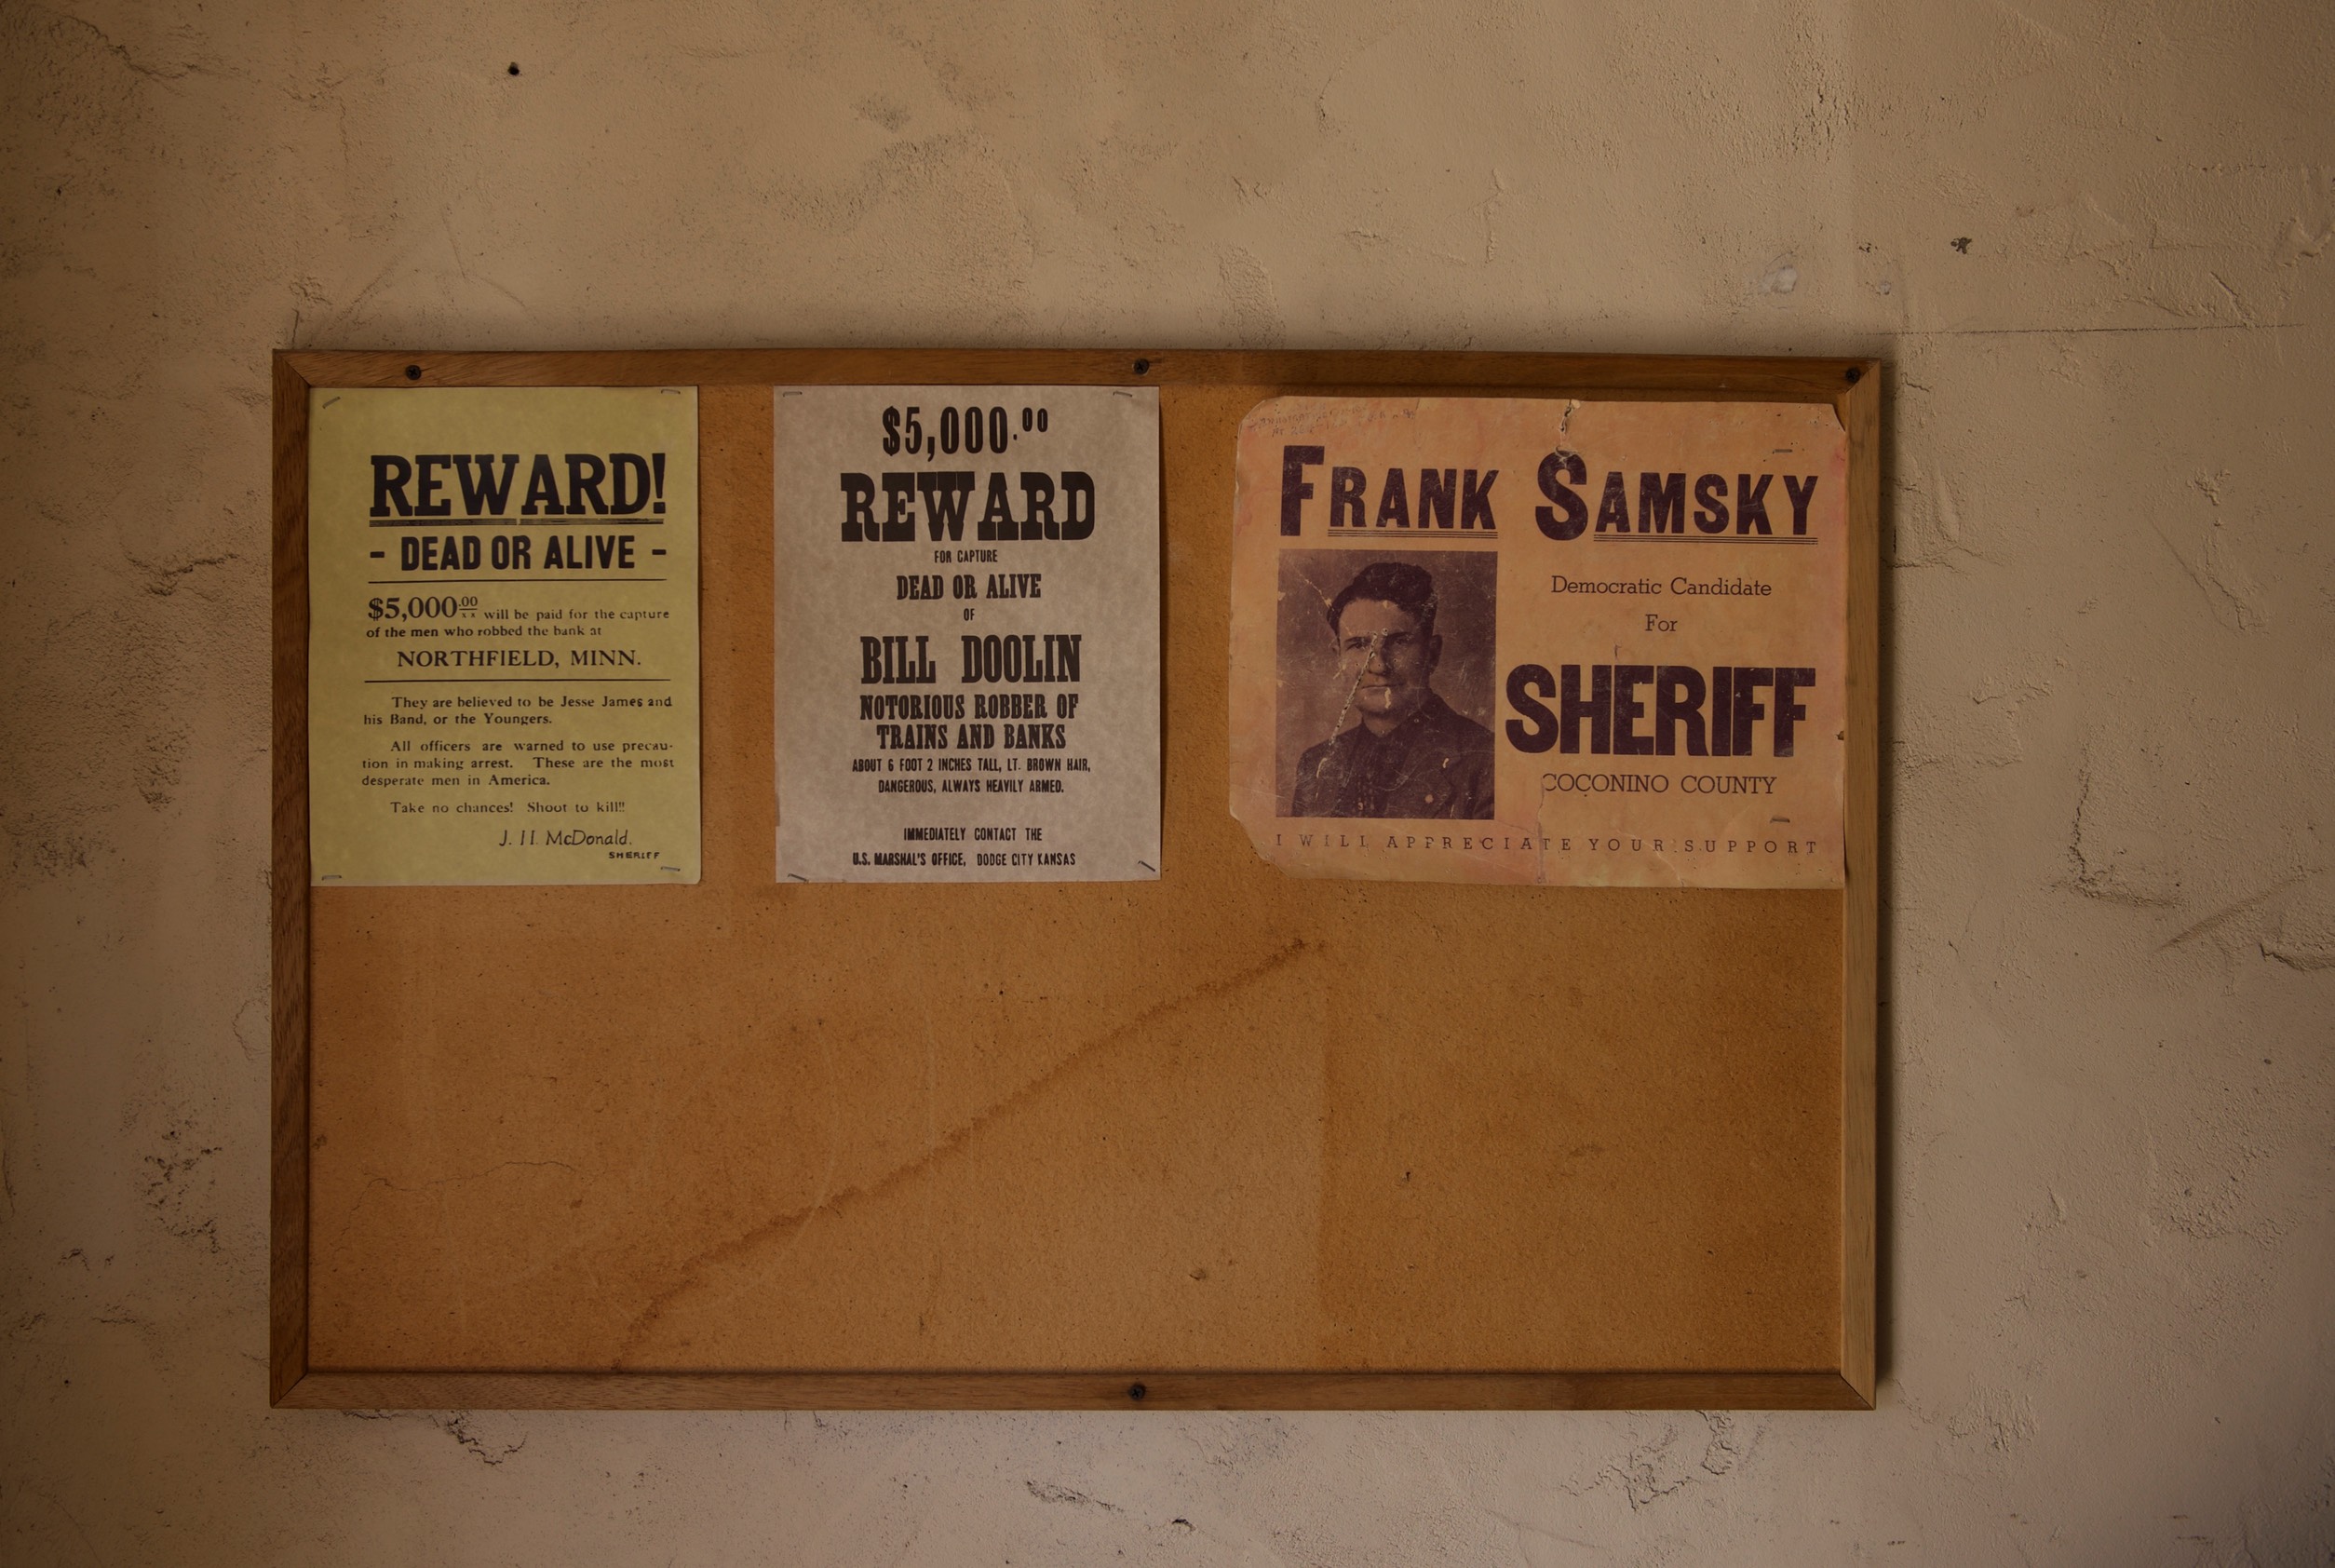 REWARD!
- DEAD OR ALIVE -
$5,000.00 will be paid for the capture
of the men who robbed the bank at
NORTHFIELD, MINN.
They are believed to be Jesse James and
his Band, or the Youngers.
All officers are warned to use precau-
tion in making arrest. These are the most
desperate men in America.
Take no chances! Shoot to kill!!
J. H. McDonald.
SHERIFF
$5,000.00
REWARD
FOR CAPTURE
DEAD OR ALIVE
OF
BILL DOOLIN
NOTORIOUS ROBBER OF
TRAINS AND BANKS
ABOUT 6 FOOT 2 INCHES TALL, LT. BROWN HAIR,
DANGEROUS, ALWAYS HEAVILY ARMED.
IMMEDIATELY CONTACT THE
U.S. MARSHAL'S OFFICE, DODGE CITY KANSAS
FRANK SAMSKY
Democratic Candidate
For
SHERIFF
COCONINO COUNTY
I WILL APPRECIATE YOUR SUPPORT